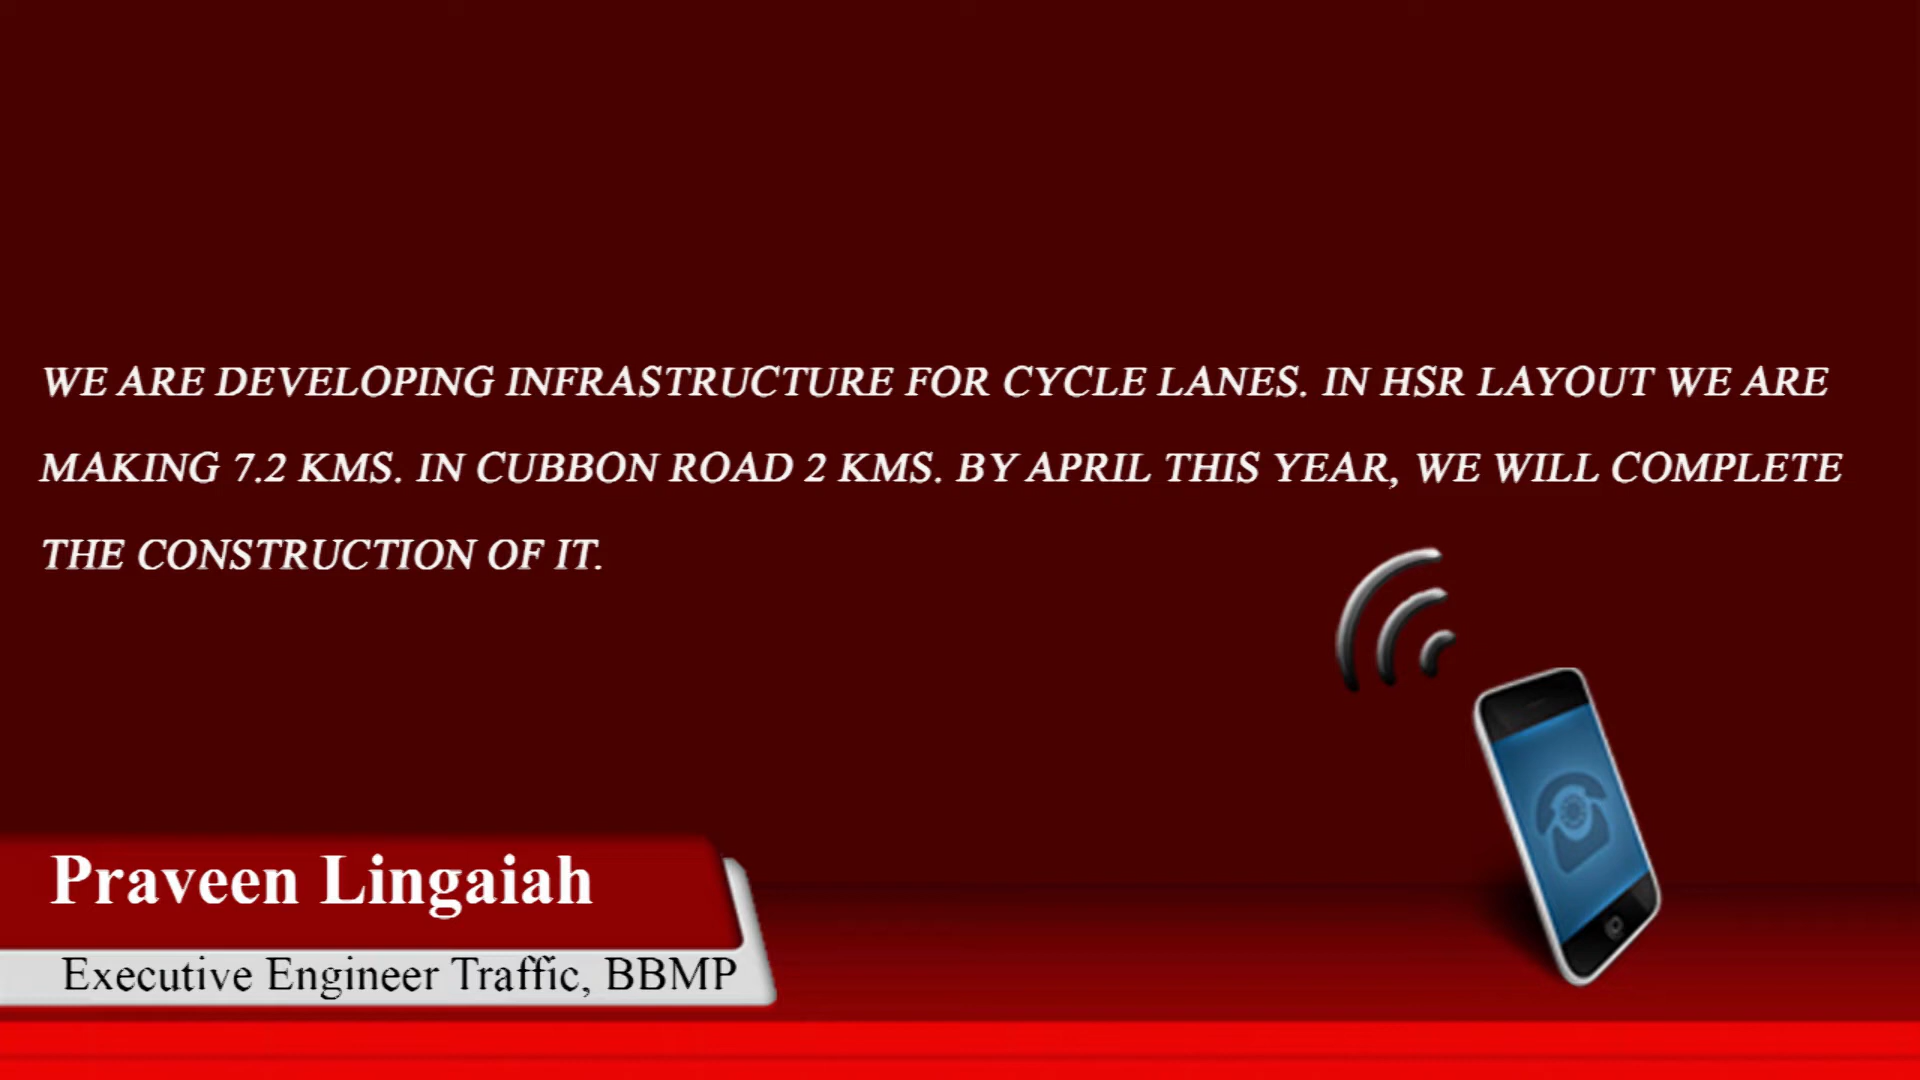 WE ARE DEVELOPING INFRASTRUCTURE FOR CYCLE LANES. IN HSR LAYOUT WE ARE
MAKING 7.2 KMS. IN CUBBON ROAD 2 KMS. BY APRIL THIS YEAR, WE WILL COMPLETE
THE CONSTRUCTION OF IT.
Praveen Lingaiah
Executive Engineer Traffic, BBMP